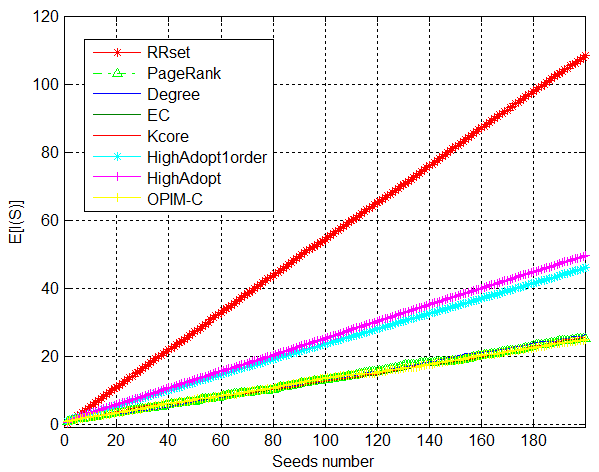 120
100
80
60
40
20
0
E[I(S)]
RRset
PageRank
Degree
EC
Kcore
HighAdopt1order
HighAdopt
OPIM-C
0 20 40 60 80 100 120 140 160 180
Seeds number